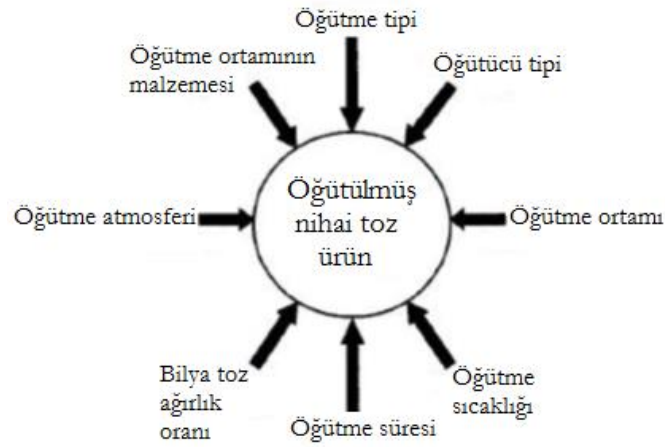 Öğütme tipi
Öğütme ortamının
malzemesi
Öğütücü tipi
Öğütme atmosferi
Öğütülmüş
nihai toz
ürün
Öğütme ortamı
Bilya toz
ağırlık
oranı
Öğütme süresi
Öğütme
sıcaklığı